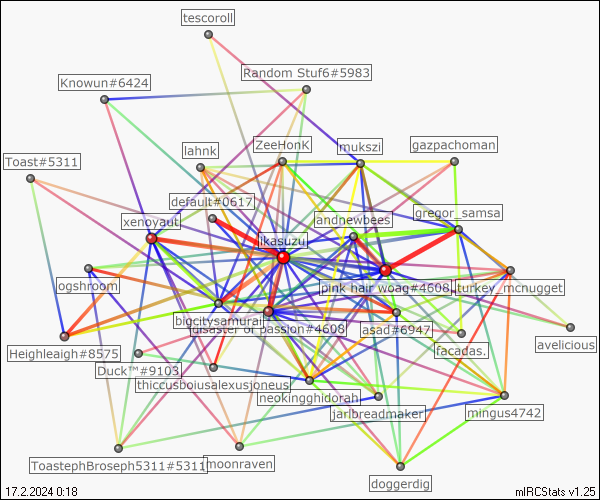 tescoroll
Random Stuf6#5983
Knowun#6424
ZeeHonK
mukszi
gazpachoman
lahnk
Toast#5311
default#0617
andnewbees
gregor_samsa
xenoyaut
ikasuzu
ogshroom
pink hair woag#4608
turkey_mcnugget
bigcitysamurai
disaster of passion#4608
asad#6947
Heighleaigh#8575
facadas.
avelicious
Duck™#9103
thiccusboiusalexusjoneus
neokingghidorah
jaribreadmaker
mingus4742
ToastephBroseph5311#5311
moonraven
doggerdig
17.2.2024 0:18
mIRCStats v1.25